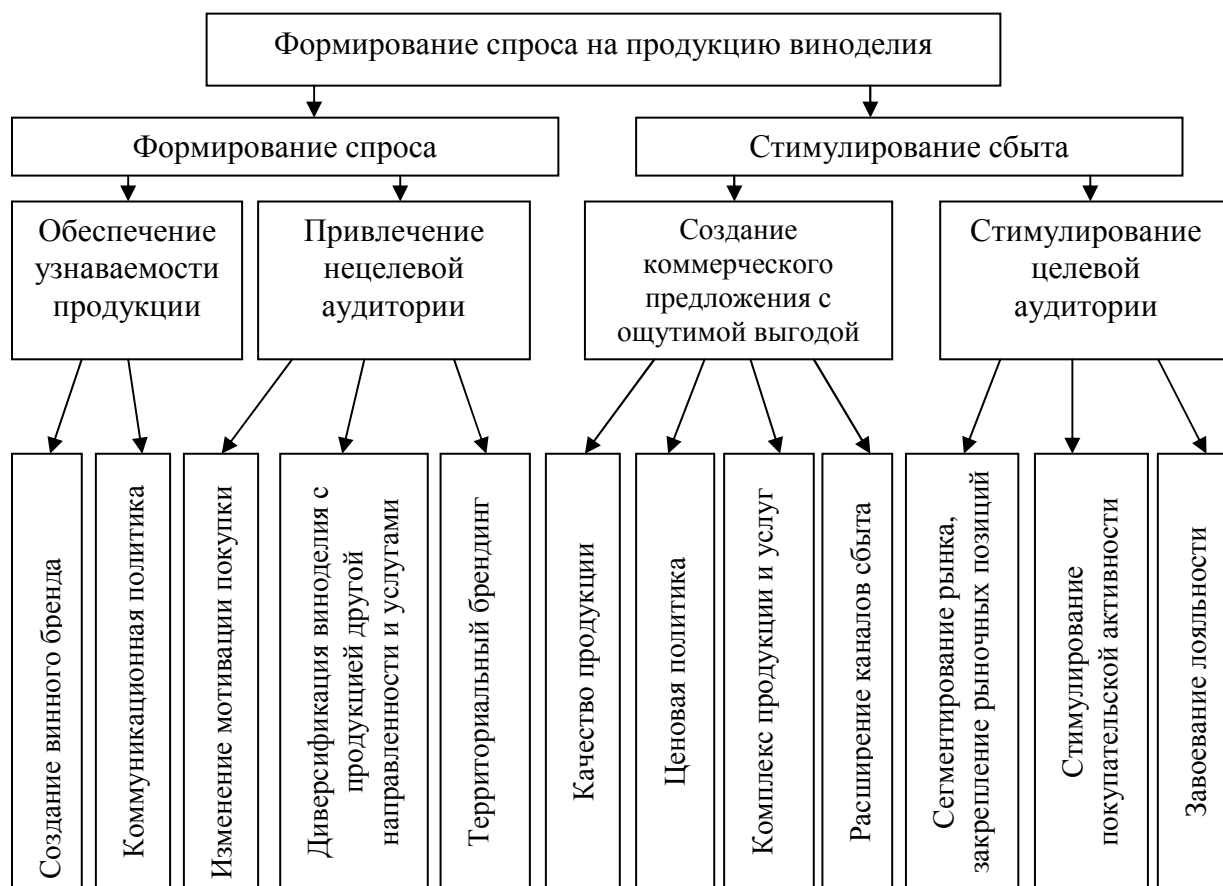 Формирование спроса на продукцию виноделия
Формирование спроса
Стимулирование сбыта
Обеспечение
узнаваемости
продукции
Привлечение
нецелевой
аудитории
Создание
коммерческого
предложения с
ощутимой выгодой
Стимулирование
целевой
аудитории
Создание винного бренда
Коммуникационная политика
Изменение мотивации покупки
Диверсификация виноделия с
продукцией другой
направленности и услугами
Территориальный брендинг
Качество продукции
Ценовая политика
Комплекс продукции и услуг
Расширение каналов сбыта
Сегментирование рынка,
закрепление рыночных позиций
Стимулирование
покупательской активности
Завоевание лояльности